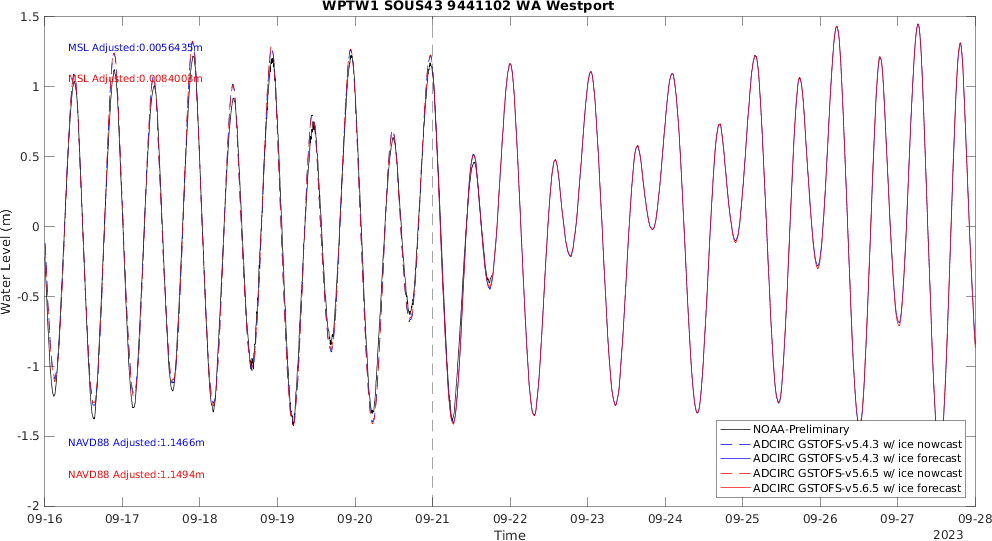 WPTW1 SOUS43 9441102 WA Westport
1.5
1
0.5
0
-0.5
-1
-1.5
-2
Water Level (m)
MSL Adjusted:0.0056435m
MSL Adjusted:0.0084003m
NAVD88 Adjusted:1.1466m
NAVD88 Adjusted:1.1494m
NOAA-Preliminary
ADCIRC GSTOFS-v5.4.3 w/ ice nowcast
ADCIRC GSTOFS-v5.4.3 w/ ice forecast
ADCIRC GSTOFS-v5.6.5 w/ ice nowcast
ADCIRC GSTOFS-v5.6.5 w/ ice forecast
09-16 09-17 09-18 09-19 09-20 09-21 09-22 09-23 09-24 09-25 09-26 09-27 09-28
Time
2023